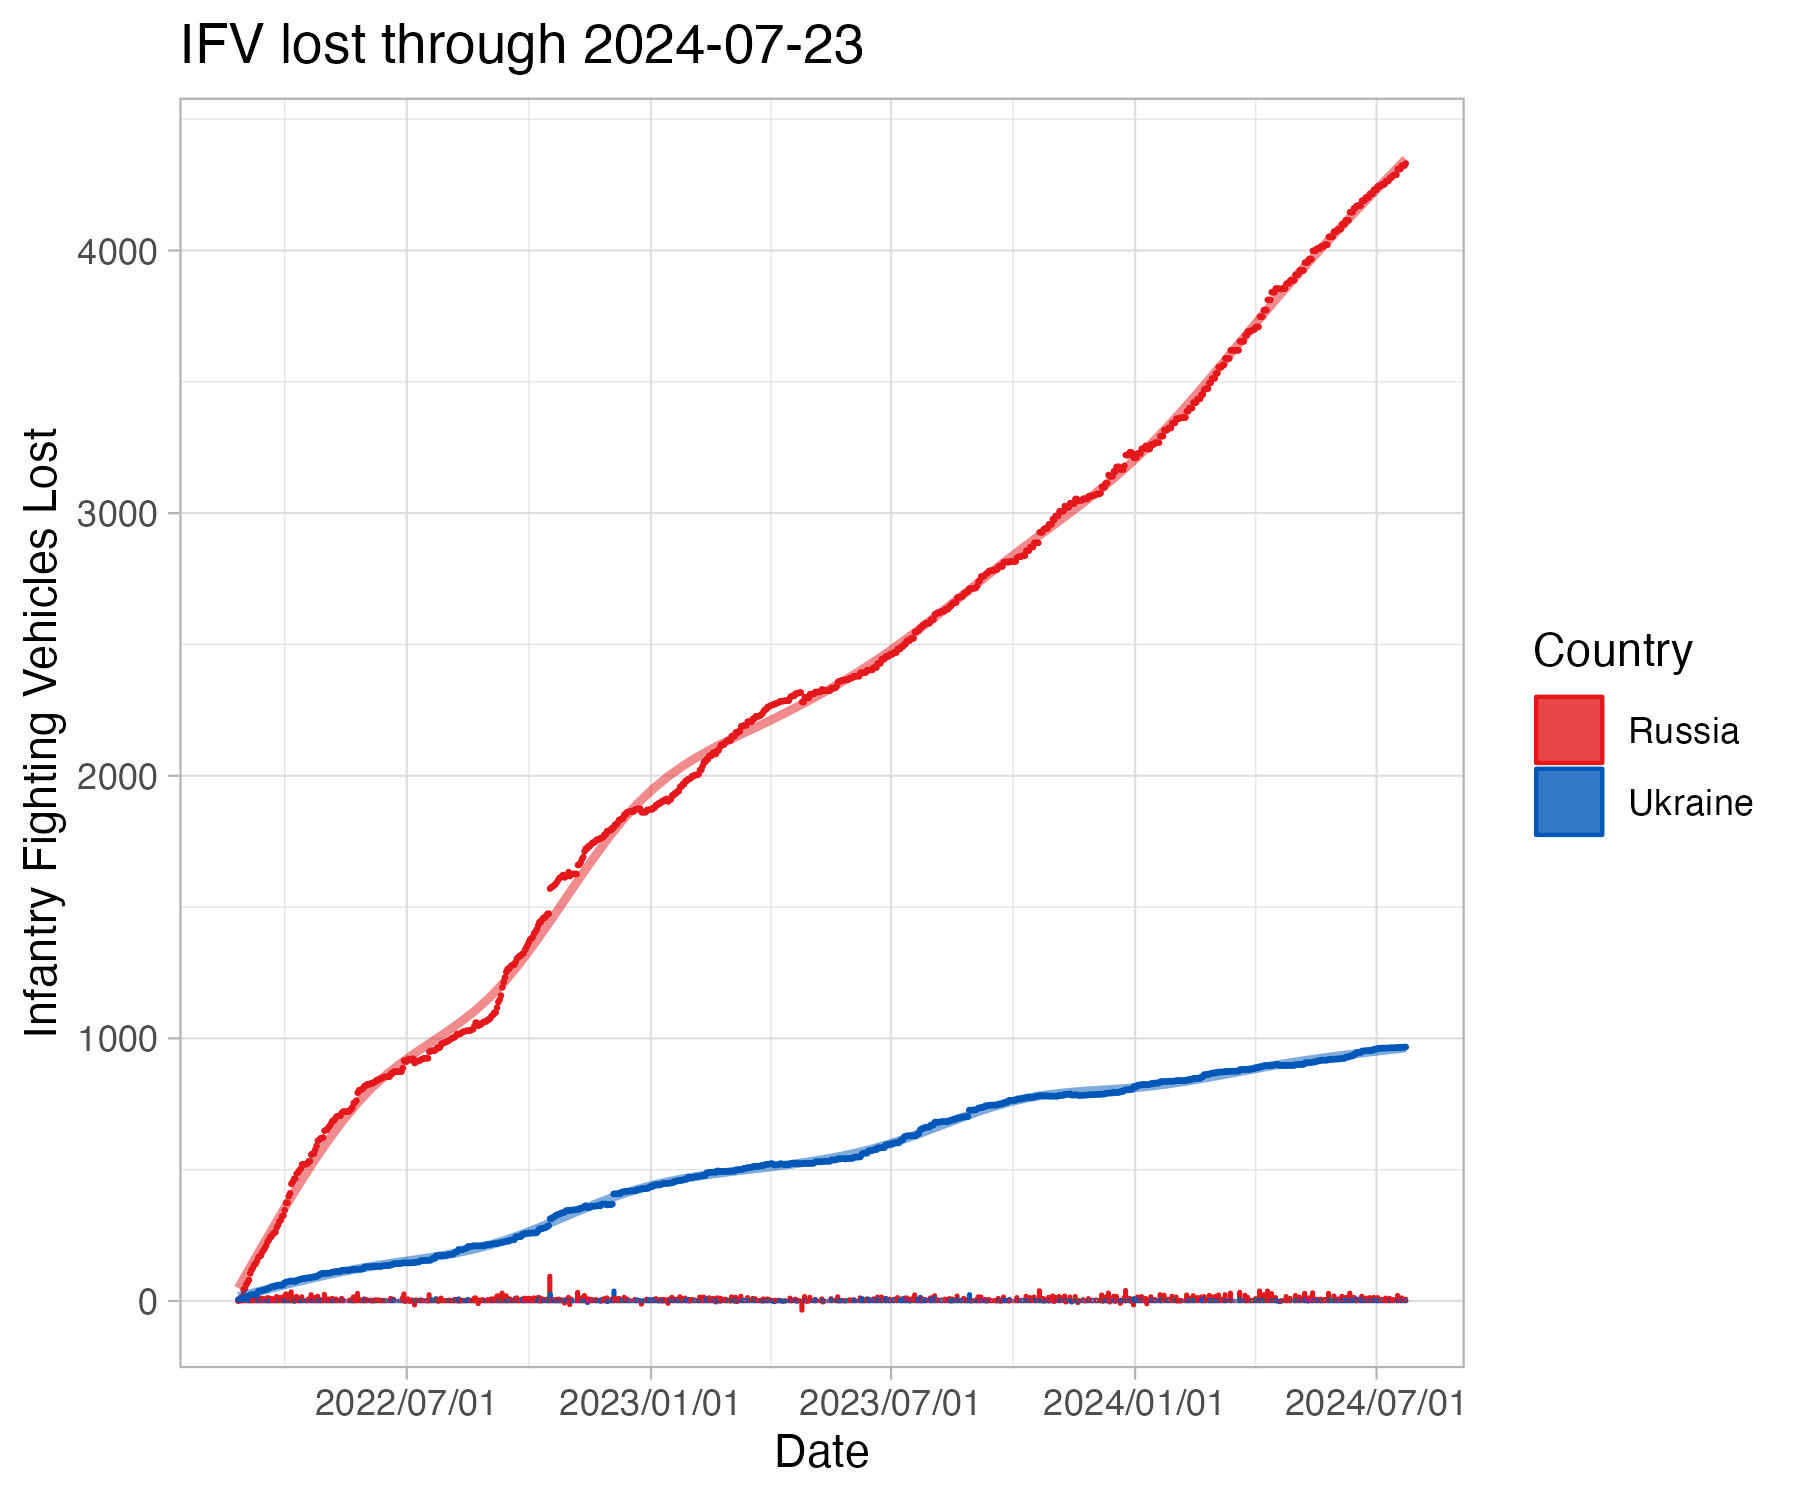 IFV lost through 2024-07-23
Infantry Fighting Vehicles Lost
4000
3000
2000
1000
0
2022/07/01
2023/01/01
2023/07/01
2024/01/01
2024/07/01
Date
Country
Russia
Ukraine